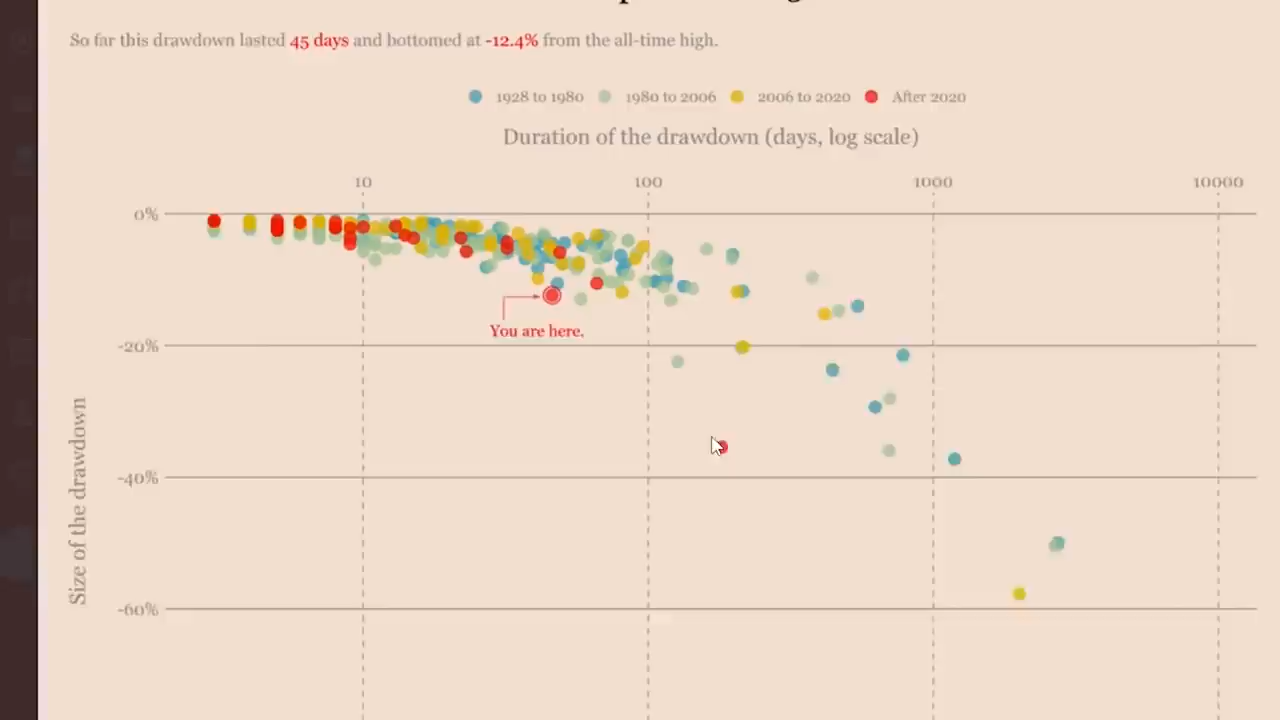 So far this drawdown lasted 45 days and bottomed at -12.4% from the all-time high.
1928 to 1980 1980 to 2006 2006 to 2020 After 2020
Duration of the drawdown (days, log scale)
10 100 1000 10000
0%
You are here.
-20%
-40%
Size of the drawdown
-60%